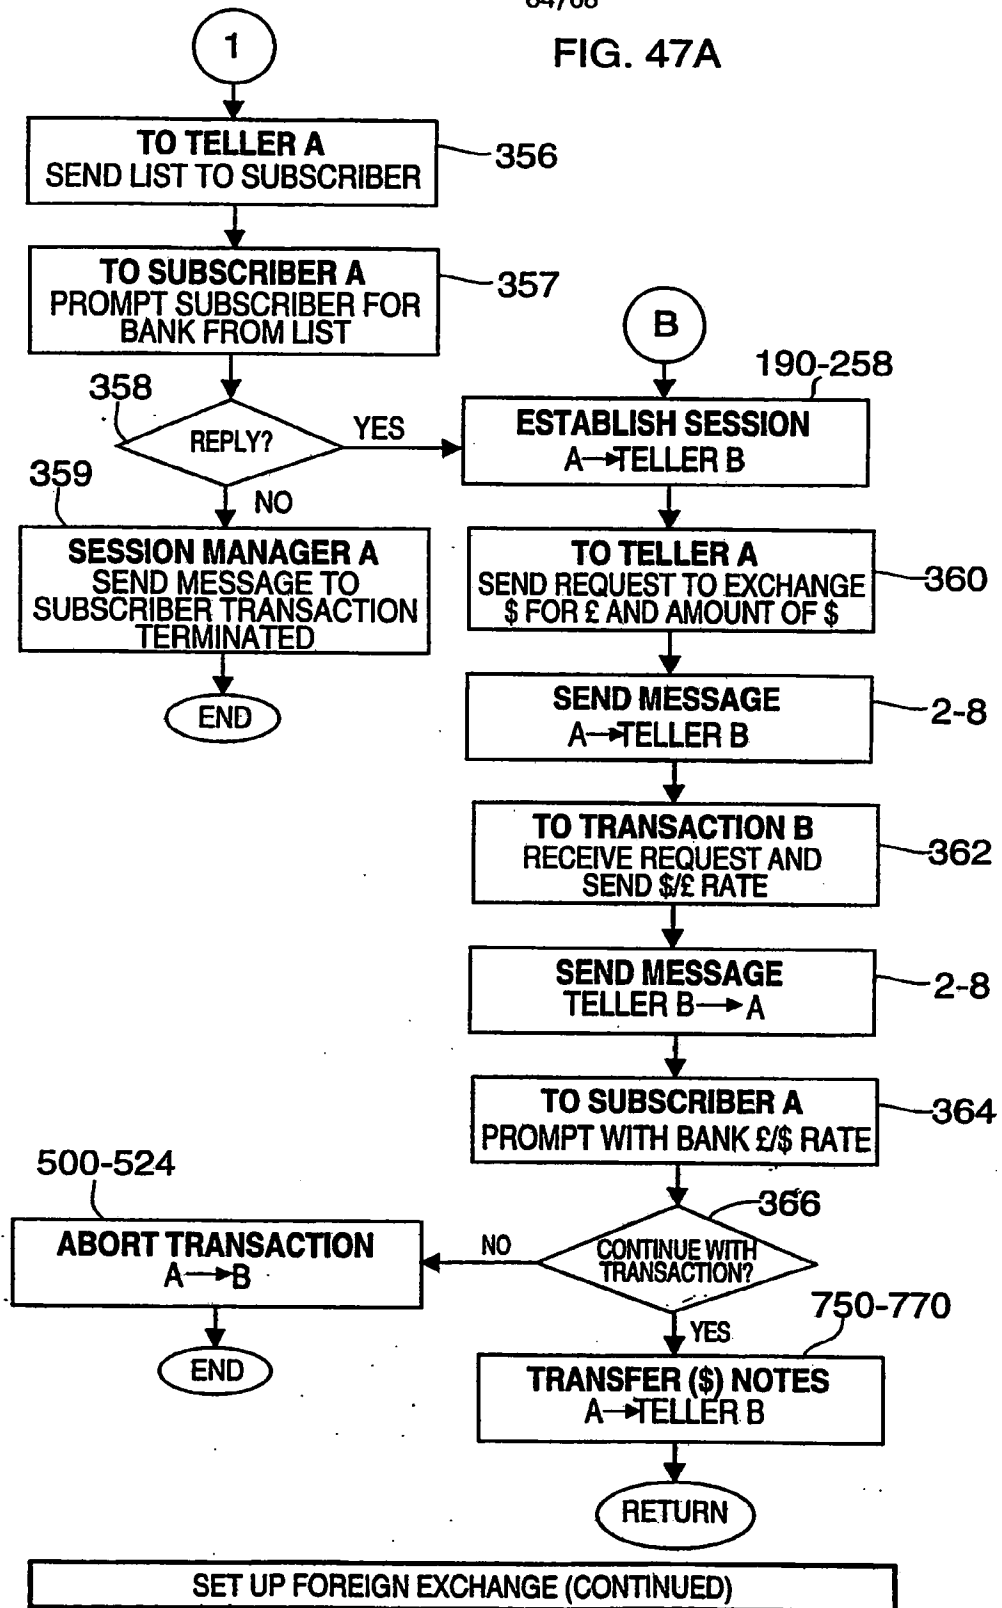 1
FIG. 47A
TO TELLER A
SEND LIST TO SUBSCRIBER
356
TO SUBSCRIBER A
PROMPT SUBSCRIBER FOR
BANK FROM LIST
357
358
REPLY?
YES
NO
359
SESSION MANAGER A
SEND MESSAGE TO
SUBSCRIBER TRANSACTION
TERMINATED
END
B
190-258
ESTABLISH SESSION
A→TELLER B
TO TELLER A
SEND REQUEST TO EXCHANGE
$ FOR £ AND AMOUNT OF $
360
SEND MESSAGE
A→TELLER B
2-8
TO TRANSACTION B
RECEIVE REQUEST AND
SEND $/£ RATE
362
SEND MESSAGE
TELLER B→A
2-8
TO SUBSCRIBER A
PROMPT WITH BANK £/$ RATE
364
366
CONTINUE WITH
TRANSACTION?
NO
500-524
ABORT TRANSACTION
A→B
END
YES
750-770
TRANSFER ($) NOTES
A→TELLER B
RETURN
SET UP FOREIGN EXCHANGE (CONTINUED)